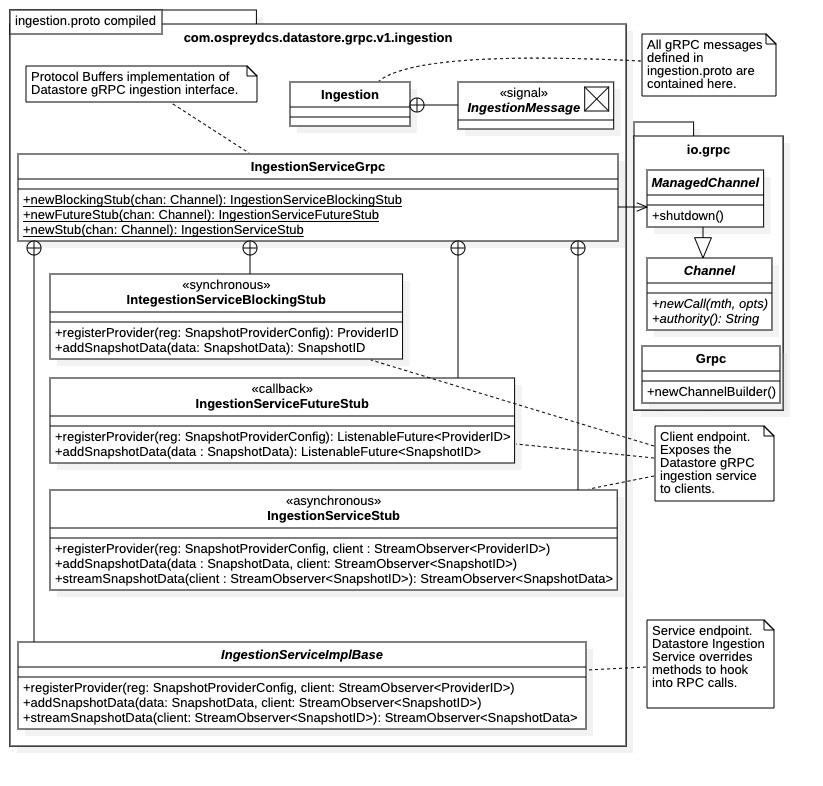 ingestion.proto compiled
com.ospreydcs.datastore.grpc.v1.ingestion
Protocol Buffers implementation of
Datastore gRPC ingestion interface.
Ingestion
«signal»
IngestionMessage
All gRPC messages
defined in
ingestion.proto are
contained here.
IngestionServiceGrpc
+newBlockingStub(chan: Channel): IngestionServiceBlockingStub
+newFutureStub(chan: Channel): IngestionServiceFutureStub
+newStub(chan: Channel): IngestionServiceStub
io.grpc
ManagedChannel
+shutdown()
Channel
+newCall(mth, opts)
+authority(): String
Grpc
+newChannelBuilder()
«synchronous»
IntegestionServiceBlockingStub
+registerProvider(reg: SnapshotProviderConfig): ProviderID
+addSnapshotData(data: SnapshotData): SnapshotID
«callback»
IngestionServiceFutureStub
+registerProvider(reg: SnapshotProviderConfig): ListenableFuture<ProviderID>
+addSnapshotData(data : SnapshotData): ListenableFuture<SnapshotID>
Client endpoint.
Exposes the
Datastore gRPC
ingestion service
to clients.
«asynchronous»
IngestionServiceStub
+registerProvider(reg: SnapshotProviderConfig, client : StreamObserver<ProviderID>)
+addSnapshotData(data : SnapshotData, client: StreamObserver<SnapshotID>)
+streamSnapshotData(client : StreamObserver<SnapshotID>): StreamObserver<SnapshotData>
IngestionServiceImplBase
+registerProvider(reg: SnapshotProviderConfig, client: StreamObserver<ProviderID>)
+addSnapshotData(data: SnapshotData, client: StreamObserver<SnapshotID>)
+streamSnapshotData(client: StreamObserver<SnapshotID>): StreamObserver<SnapshotData>
Service endpoint.
Datastore Ingestion
Service overrides
methods to hook
into RPC calls.